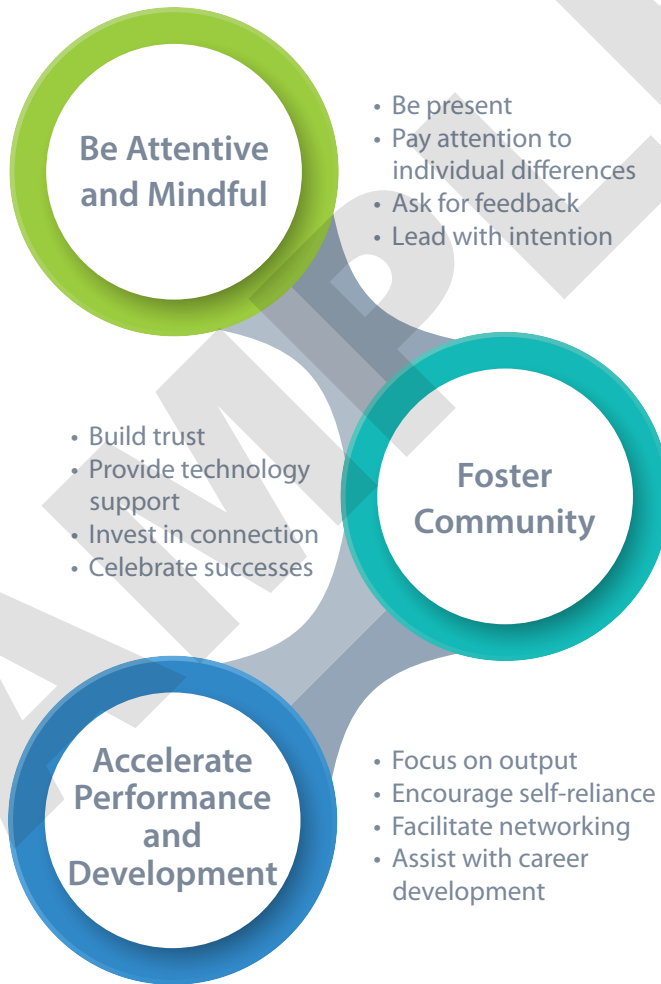 Be Attentive
and Mindful
• Be present
• Pay attention to
individual differences
• Ask for feedback
• Lead with intention
• Build trust
• Provide technology
support
• Invest in connection
• Celebrate successes
Foster
Community
Accelerate
Performance
and
Development
• Focus on output
• Encourage self-reliance
• Facilitate networking
• Assist with career
development